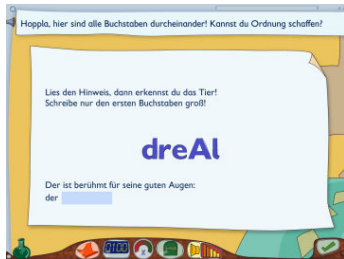 Hoppla, hier sind alle Buchstaben durcheinander! Kannst du Ordnung schaffen?
Lies den Hinweis, dann erkennst du das Tier!
Schreibe nur den ersten Buchstaben groß!
dreAl
Der ist berühmt für seine guten Augen:
der